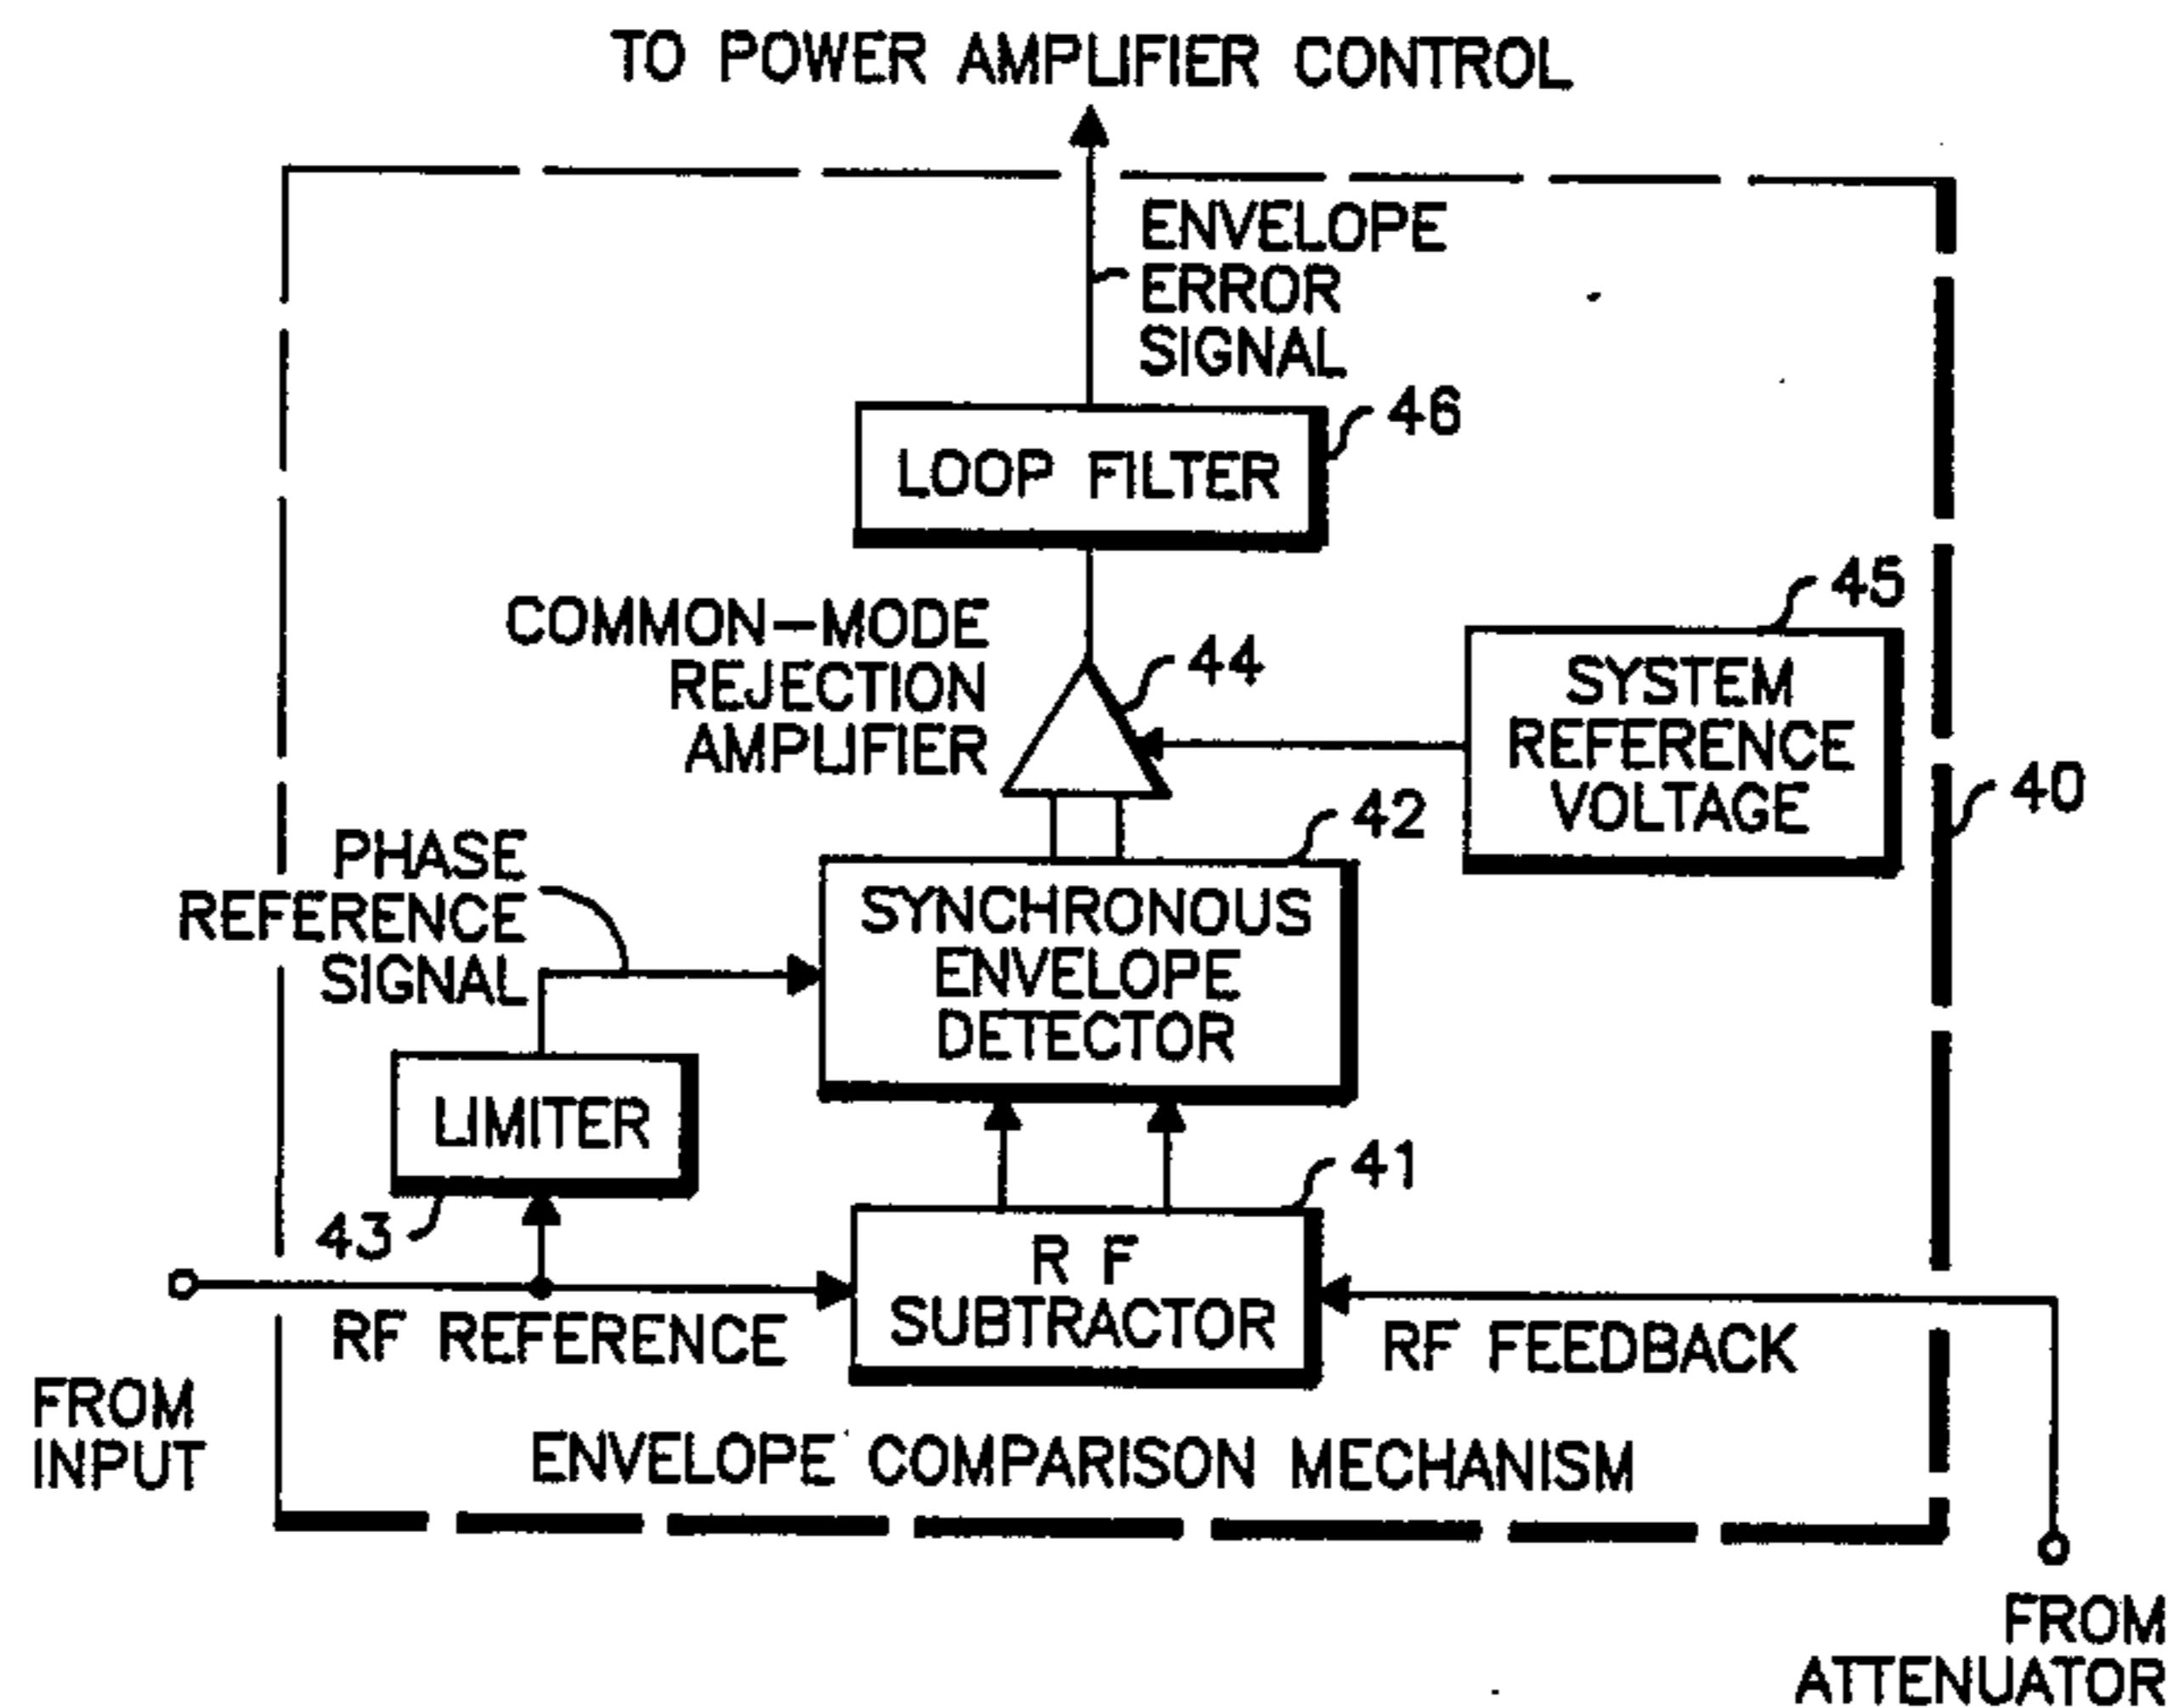 TO POWER AMPLIFIER CONTROL
ENVELOPE
ERROR
SIGNAL
46
LOOP FILTER
45
COMMON-MODE
REJECTION
AMPLIFIER
44
SYSTEM
REFERENCE
VOLTAGE
40
42
PHASE
REFERENCE
SIGNAL
SYNCHRONOUS
ENVELOPE
DETECTOR
LIMITER
43
41
R F
SUBTRACTOR
RF REFERENCE
RF FEEDBACK
FROM
INPUT
ENVELOPE COMPARISON MECHANISM
FROM
ATTENUATOR